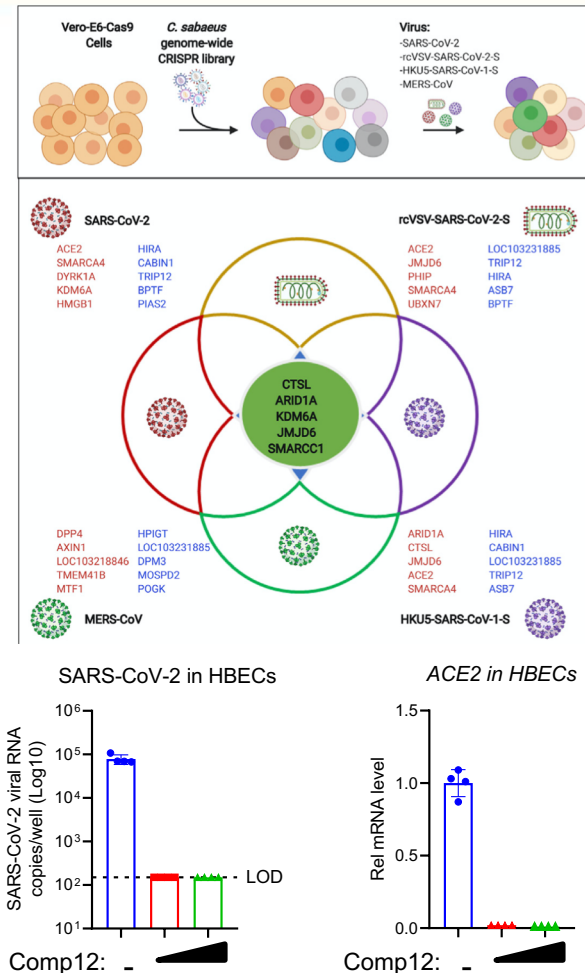 Vero-E6-Cas9
Cells
C. sabaeus
genome-wide
CRISPR library
Virus:
-SARS-CoV-2
-rcVSV-SARS-CoV-2-S
-HKU5-SARS-CoV-1-S
-MERS-CoV
SARS-CoV-2
ACE2 HIRA
SMARCA4 CABIN1
DYRK1A TRIP12
KDM6A BPTF
HMGB1 PIAS2
rcVSV-SARS-CoV-2-S
ACE2 LOC103231885
JMJD6 TRIP12
PHIP HIRA
SMARCA4 ASB7
UBXN7 BPTF
CTSL
ARID1A
KDM6A
JMJD6
SMARCC1
DPP4 HPIGT
AXIN1 LOC103231885
LOC103218846 DPM3
TMEM41B MOSPD2
MTF1 POGK
MERS-CoV
ARID1A HIRA
CTSL CABIN1
JMJD6 LOC103231885
ACE2 TRIP12
SMARCA4 ASB7
HKU5-SARS-CoV-1-S
SARS-CoV-2 in HBECs
SARS-CoV-2 viral RNA
copies/well (Log10)
10⁶
10⁵
10⁴
10³
10²
10¹
LOD
Comp12: -
ACE2 in HBECs
Rel mRNA level
1.5
1.0
0.5
0.0
Comp12: -